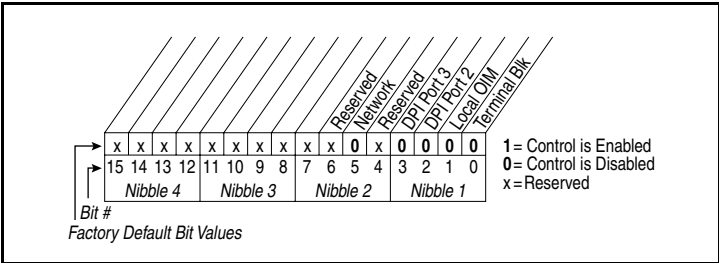 Reserved
Network
Reserved
DPI Port 3
DPI Port 2
Local OIM
Terminal Blk
x x x x x x x x x x 0 x 0 0 0 0
15 14 13 12 11 10 9 8 7 6 5 4 3 2 1 0
Nibble 4 Nibble 3 Nibble 2 Nibble 1
1 = Control is Enabled
0 = Control is Disabled
x = Reserved
Bit #
Factory Default Bit Values